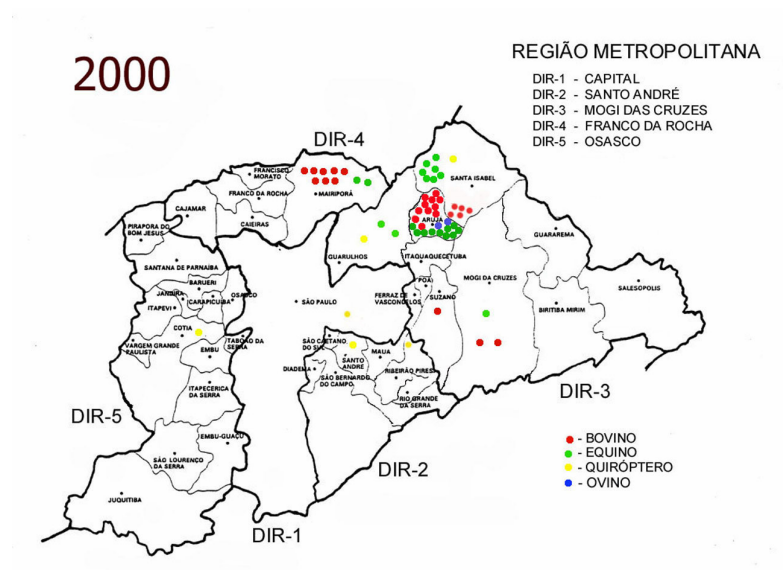 2000
REGIÃO METROPOLITANA
DIR-1 - CAPITAL
DIR-2 - SANTO ANDRÉ
DIR-3 - MOGI DAS CRUZES
DIR-4 - FRANCO DA ROCHA
DIR-5 - OSASCO
DIR-4
FRANCISCO
MORATO
MAIRIPORÃ
FRANCO DA ROCHA
CAJAMAR
CAIEIRAS
SANTA ISABEL
ARUJÁ
PIRAPORA DO
BOM JESUS
GUARULHOS
ITAQUAQUECETUBA
GUARAREMA
SANTANA DE PARNAÍBA
BARUERI
JANDIRA
CARAPICUIBA
OSASCO
ITAPEVI
SÃO PAULO
FERRAZ DE
VASCONCELOS
POÁ
SUZANO
MOGI DA CRUZES
BIRITIBA MIRIM
SALESOPOLIS
COTIA
VARGEM GRANDE
PAULISTA
EMBU
TABOÃO DA
SERRA
SÃO CAETANO
DO SUL
SANTO
ANDRE
MAUA
DIADEMA
SÃO BERNARDO
DO CAMPO
RIBEIRÃO PIRES
RIO GRANDE
DA SERRA
ITAPECERICA
DA SERRA
DIR-5
DIR-3
EMBU-GUAÇU
SÃO LOURENÇO
DA SERRA
DIR-2
JUQUITIBA
DIR-1
- BOVINO
- EQUINO
- QUIRÓPTERO
- OVINO